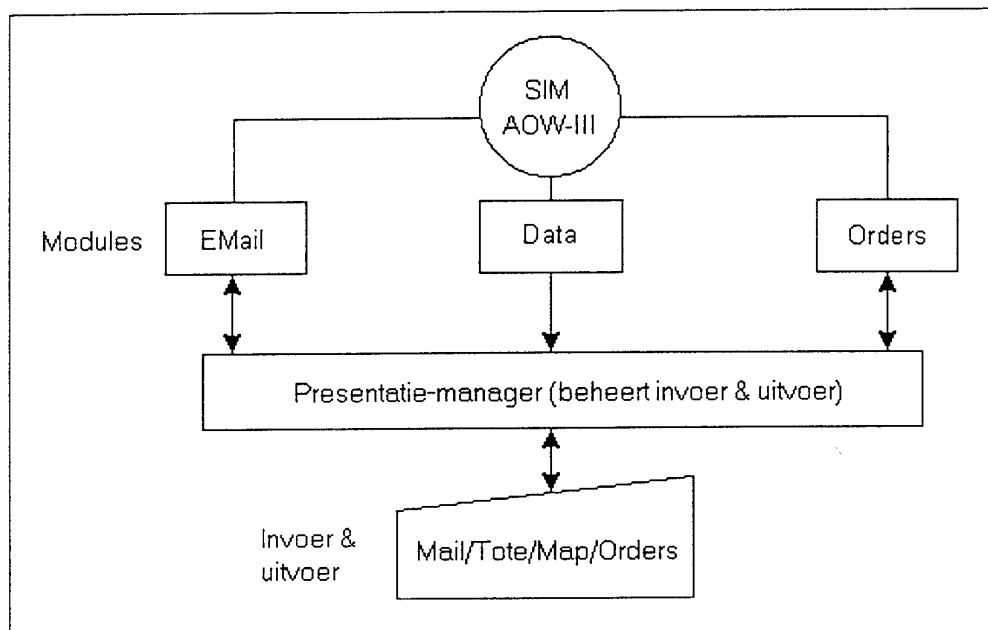 SIM
AOW-III
Modules
EMail
Data
Orders
Presentatie-manager (beheert invoer & uitvoer)
Invoer &
uitvoer
Mail/Tote/Map/Orders